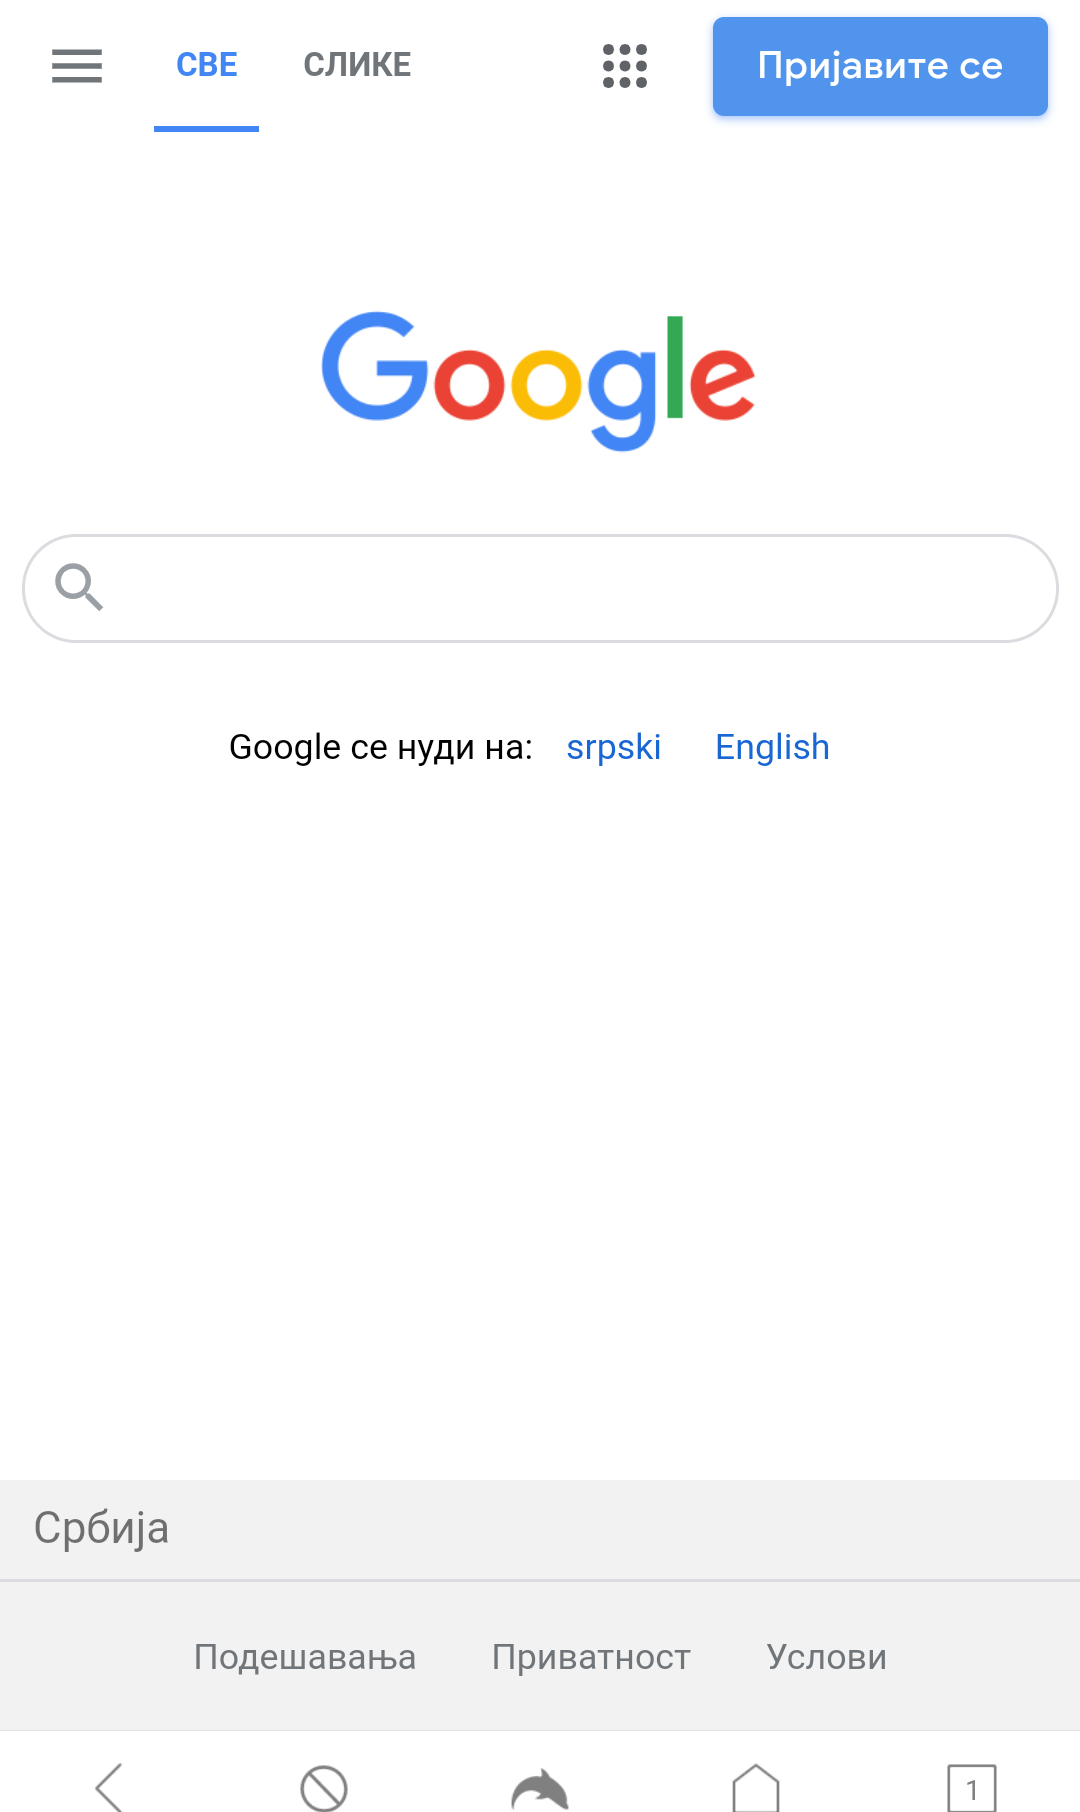 СВЕ СЛИКЕ Пријавите се
Google
Google се нуди на: srpski English
Србија
Подешавања Приватност Услови
1